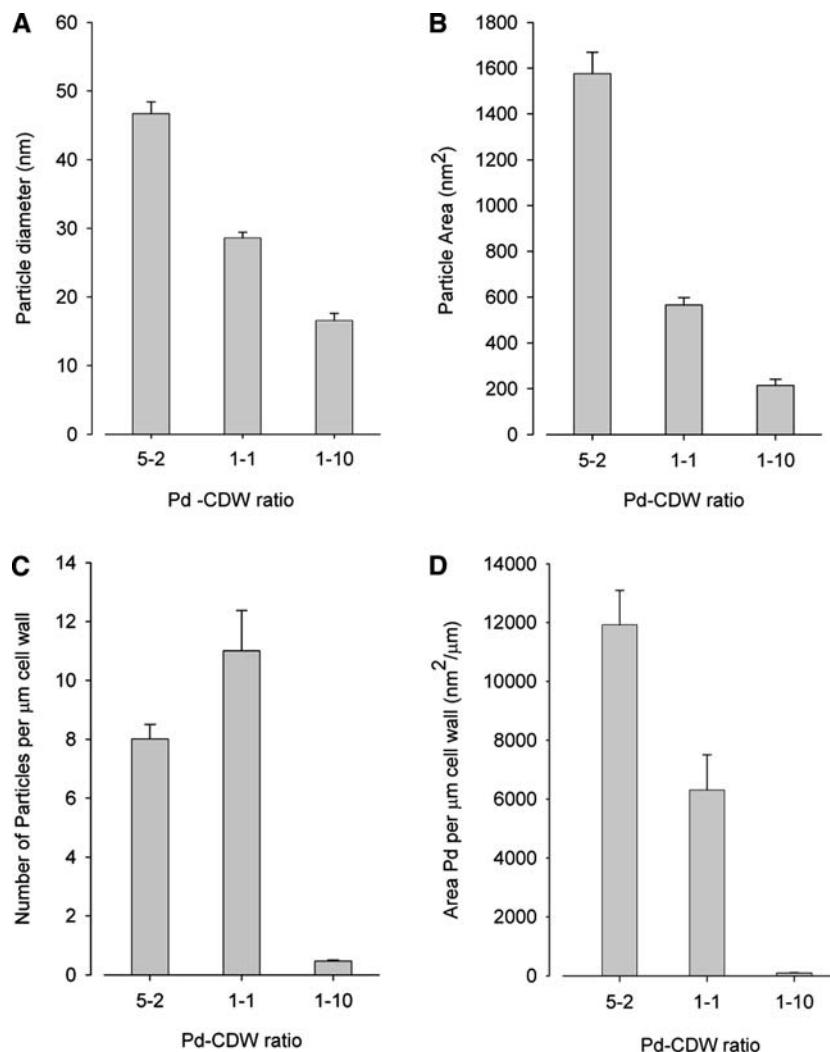 A
Particle diameter (nm)
60
50
40
30
20
10
0
5-2 1-1 1-10
Pd -CDW ratio
B
Particle Area (nm²)
1800
1600
1400
1200
1000
800
600
400
200
0
5-2 1-1 1-10
Pd-CDW ratio
C
Number of Particles per µm cell wall
14
12
10
8
6
4
2
0
5-2 1-1 1-10
Pd-CDW ratio
D
Area Pd per µm cell wall (nm²/µm)
14000
12000
10000
8000
6000
4000
2000
0
5-2 1-1 1-10
Pd-CDW ratio